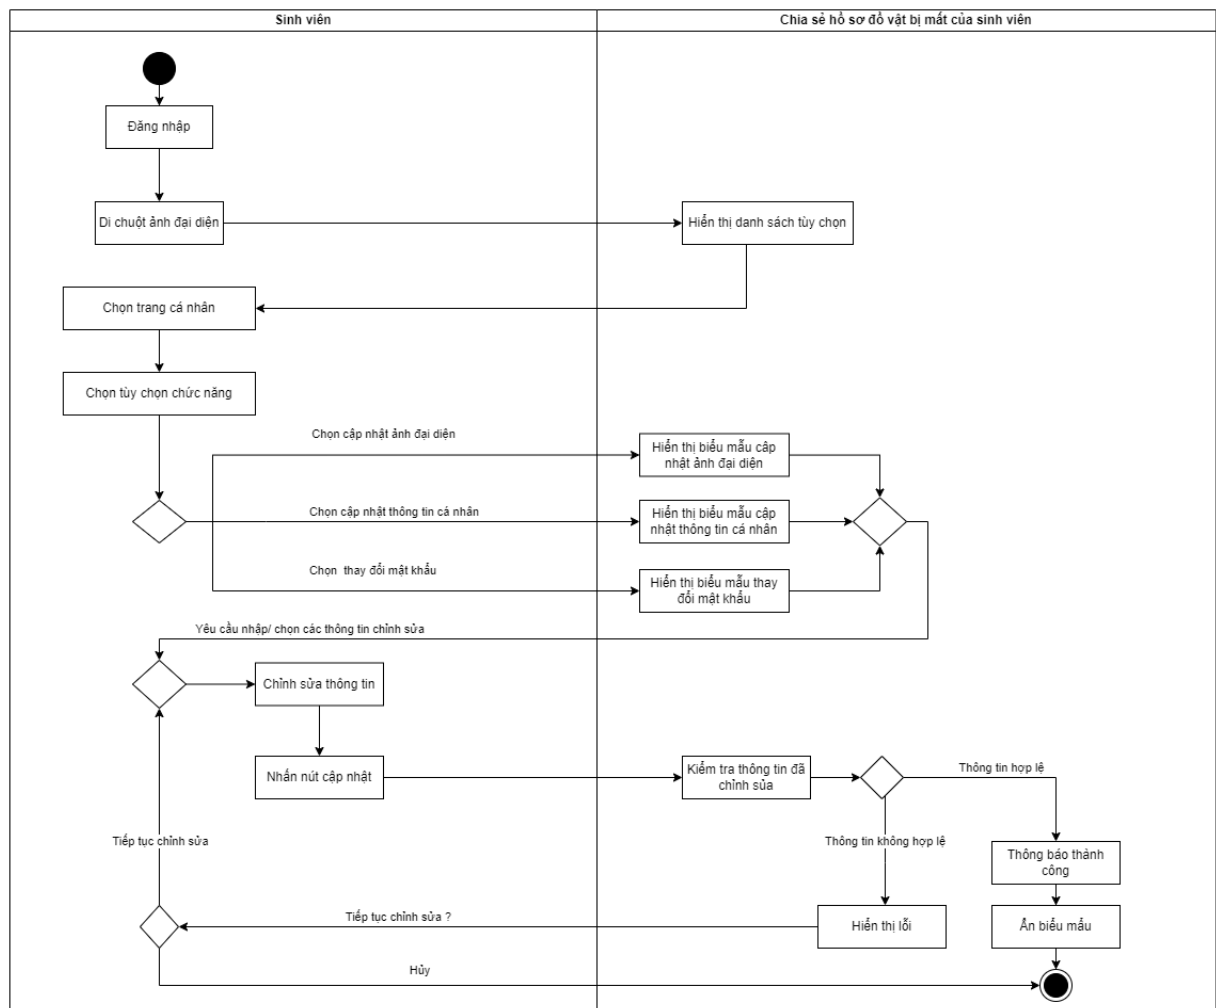 Sinh viên
Chia sẻ hồ sơ đồ vật bị mất của sinh viên
Đăng nhập
Di chuột ảnh đại diện
Hiển thị danh sách tùy chọn
Chọn trang cá nhân
Chọn tùy chọn chức năng
Chọn cập nhật ảnh đại diện
Hiển thị biểu mẫu câp
nhật ảnh đại diện
Chọn cập nhật thông tin cá nhân
Hiển thị biểu mẫu cập
nhật thông tin cá nhân
Chọn thay đổi mật khẩu
Hiển thị biểu mẫu thay
đổi mật khẩu
Yêu cầu nhập/ chọn các thông tin chỉnh sửa
Chỉnh sửa thông tin
Nhấn nút cập nhật
Kiểm tra thông tin đã
chỉnh sủa
Thông tin hợp lệ
Tiếp tục chỉnh sửa
Thông tin không hợp lệ
Thông báo thành
công
Tiếp tục chỉnh sửa ?
Hiển thị lỗi
Ẩn biểu mẩu
Hủy